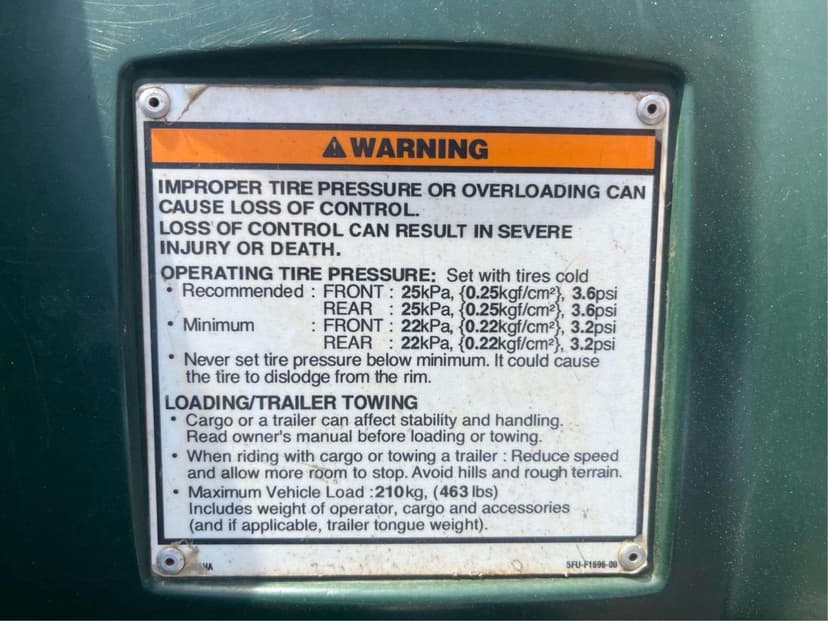 ⚠WARNING
IMPROPER TIRE PRESSURE OR OVERLOADING CAN
CAUSE LOSS OF CONTROL.
LOSS OF CONTROL CAN RESULT IN SEVERE
INJURY OR DEATH.
OPERATING TIRE PRESSURE: Set with tires cold
• Recommended : FRONT : 25kPa, {0.25kgf/cm²}, 3.6psi
REAR : 25kPa, {0.25kgf/cm²}, 3.6psi
• Minimum : FRONT : 22kPa, {0.22kgf/cm²}, 3.2psi
REAR : 22kPa, {0.22kgf/cm²}, 3.2psi
• Never set tire pressure below minimum. It could cause
the tire to dislodge from the rim.
LOADING/TRAILER TOWING
• Cargo or a trailer can affect stability and handling.
Read owner's manual before loading or towing.
• When riding with cargo or towing a trailer : Reduce speed
and allow more room to stop. Avoid hills and rough terrain.
• Maximum Vehicle Load : 210kg, (463 lbs)
Includes weight of operator, cargo and accessories
(and if applicable, trailer tongue weight).
5FU-F1696-00